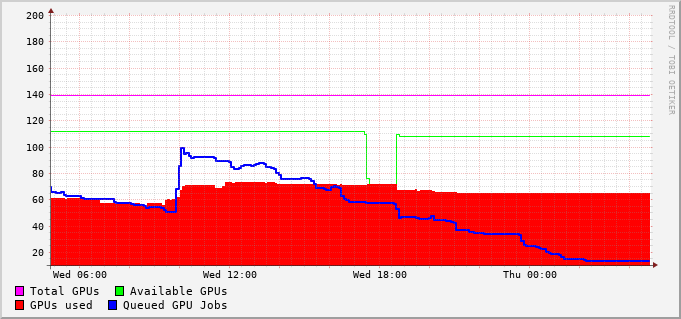 200
180
160
140
120
100
80
60
40
20
Wed 06:00 Wed 12:00 Wed 18:00 Thu 00:00
Total GPUs Available GPUs
GPUs used Queued GPU Jobs
RRDTOOL / TOBI OETIKER